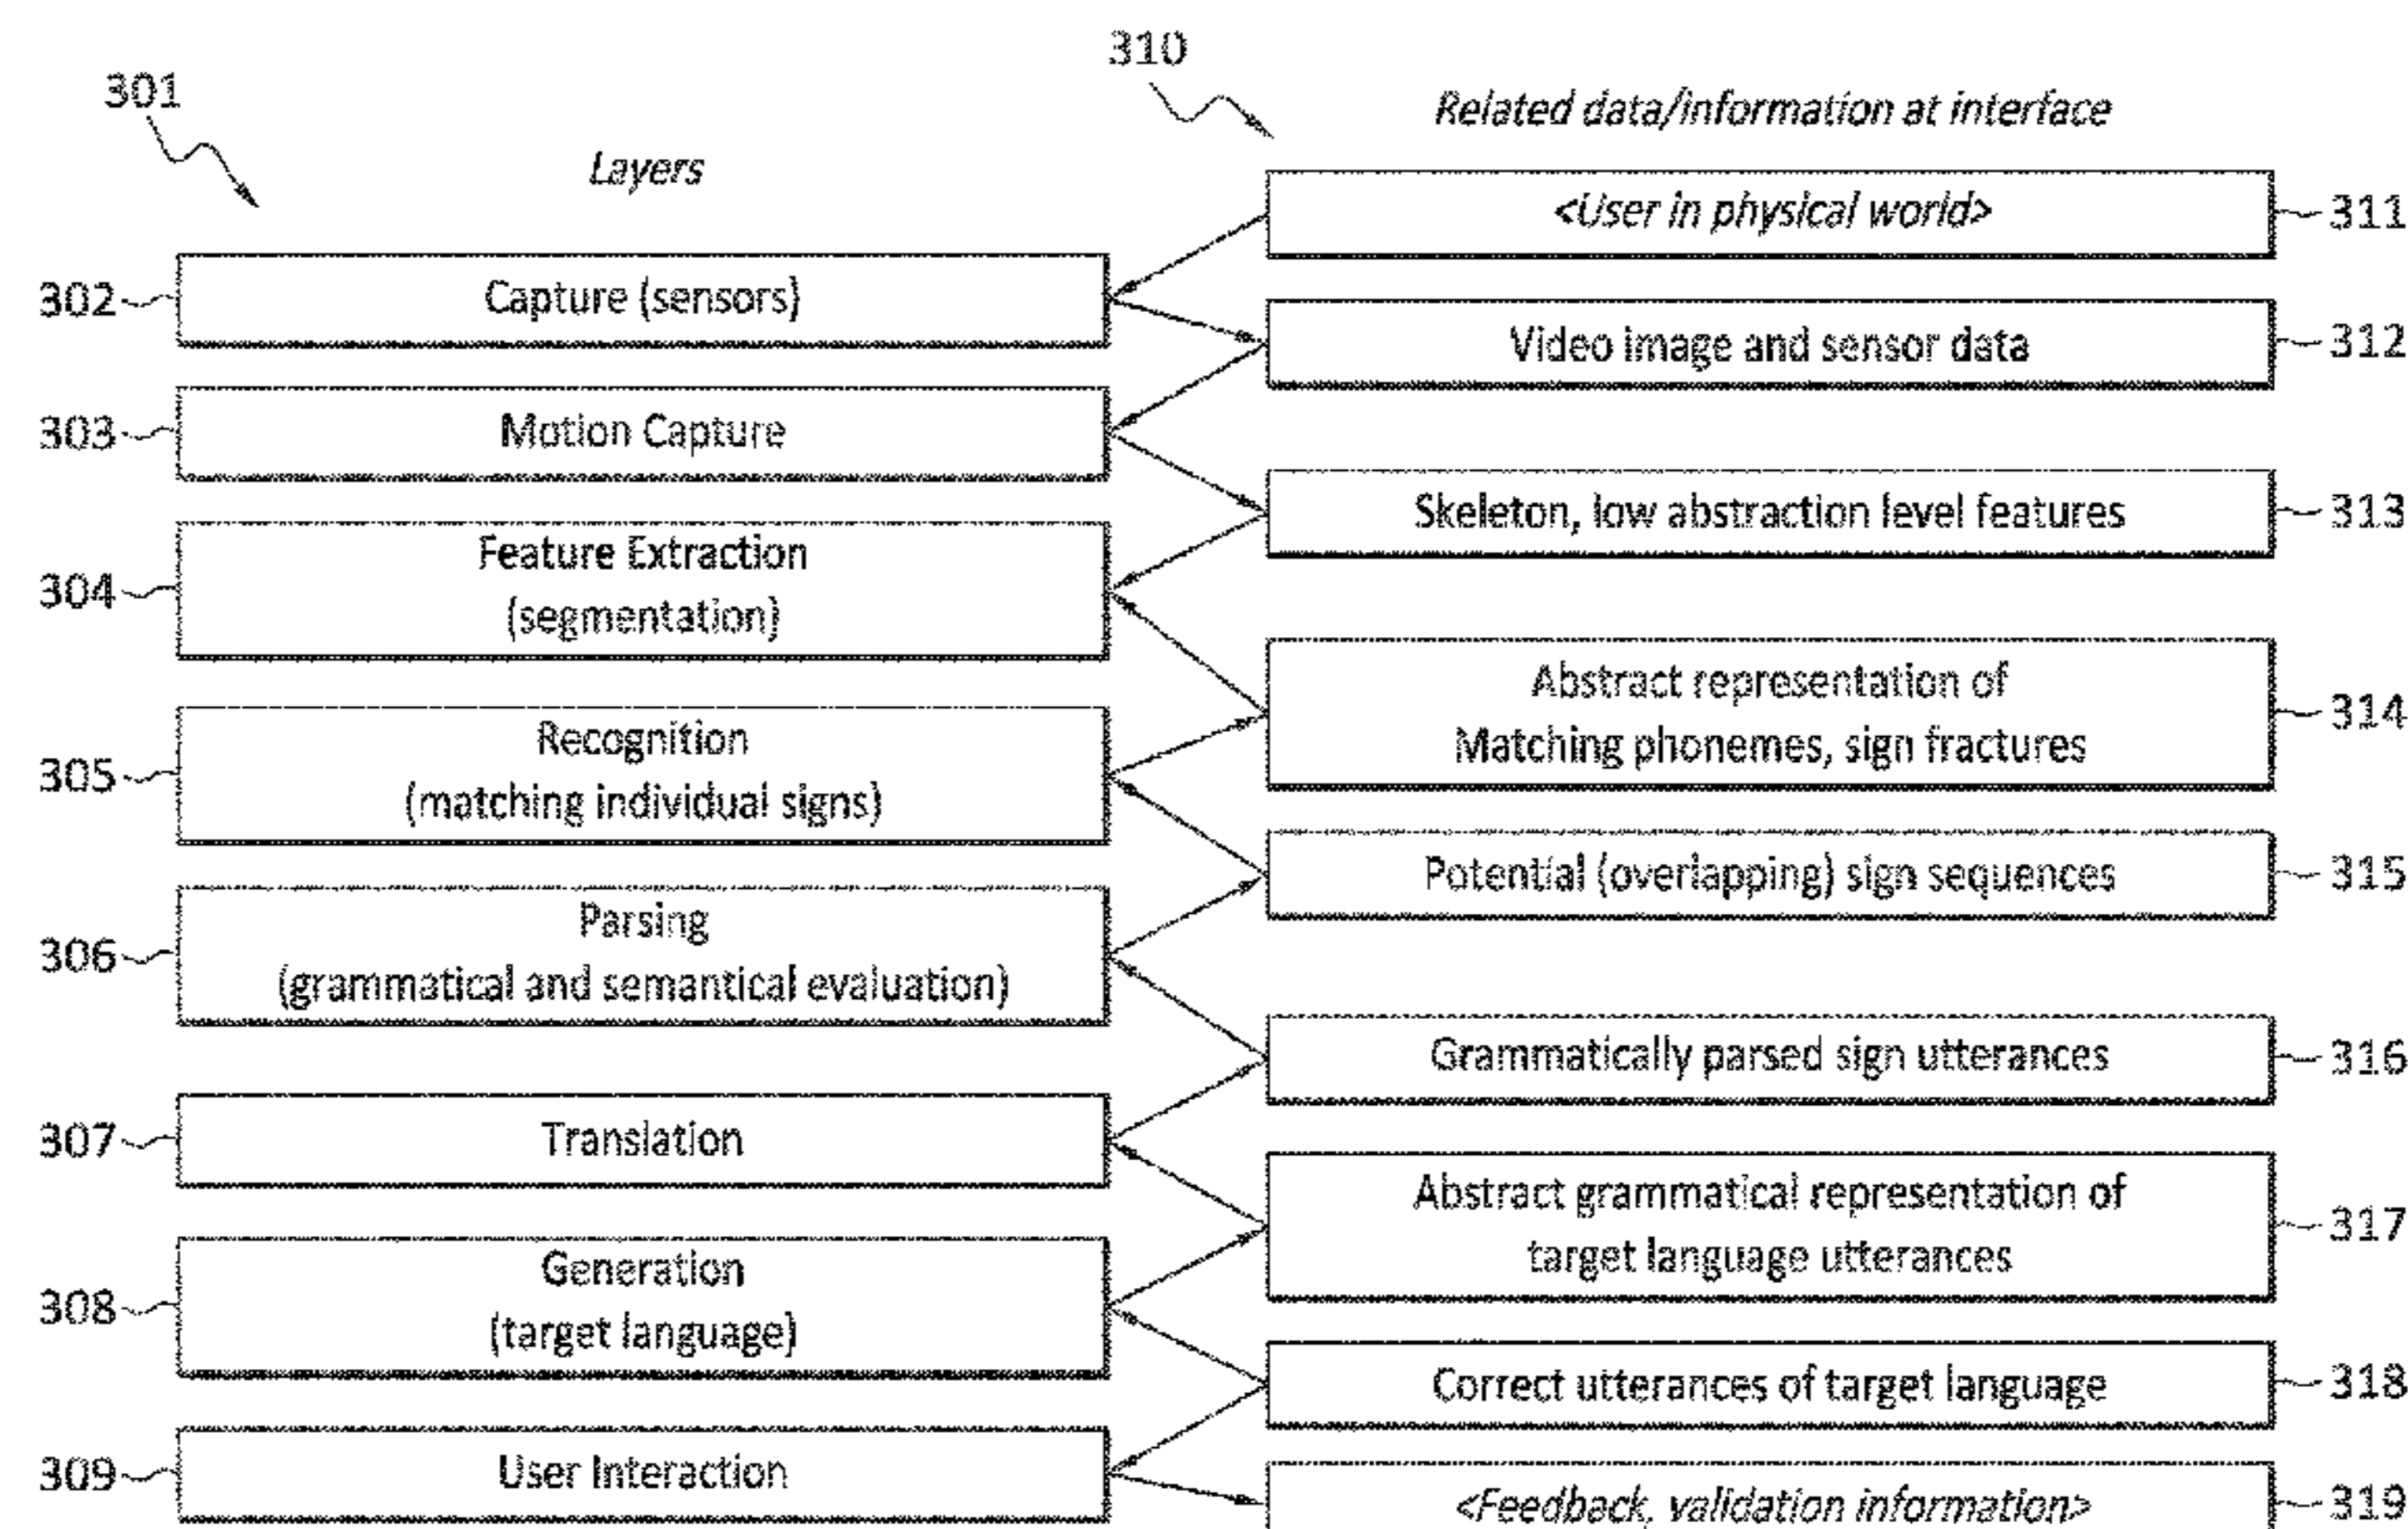 310
301
Related data/information at interface
Layers
<User in physical world>
311
302
Capture (sensors)
Video image and sensor data
312
303
Motion Capture
Skeleton, low abstraction level features
313
304
Feature Extraction
(segmentation)
Abstract representation of
Matching phonemes, sign fractures
314
305
Recognition
(matching individual signs)
Potential (overlapping) sign sequences
315
306
Parsing
(grammatical and semantical evaluation)
Grammatically parsed sign utterances
316
307
Translation
Abstract grammatical representation of
target language utterances
317
308
Generation
(target language)
Correct utterances of target language
318
309
User Interaction
<Feedback, validation information>
319